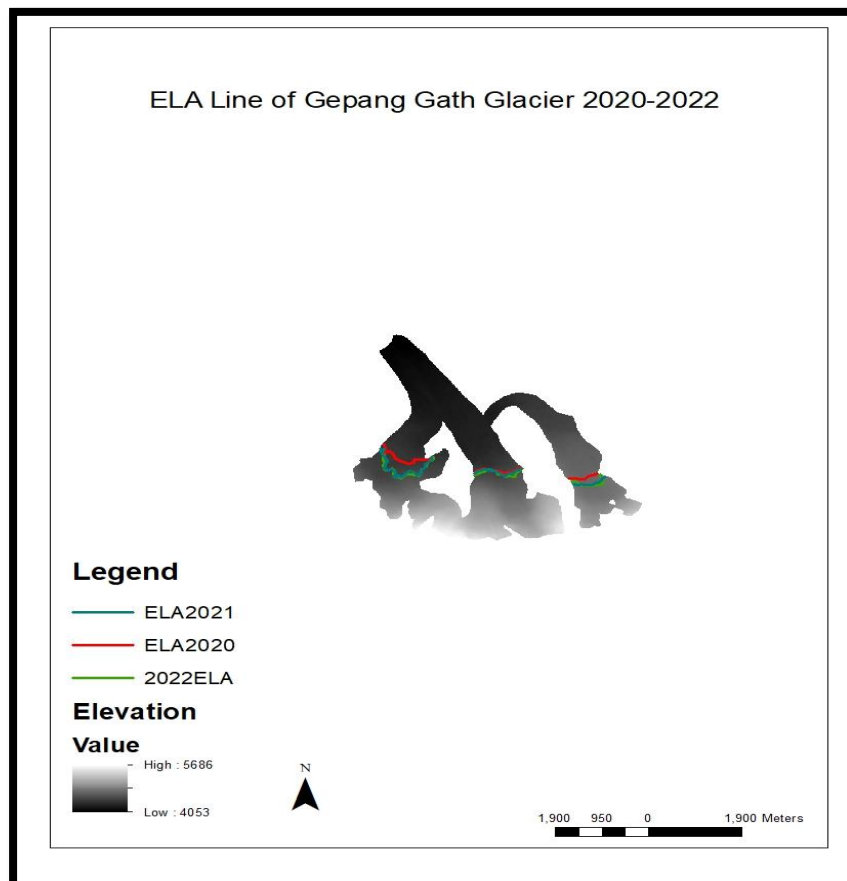 ELA Line of Gepang Gath Glacier 2020-2022
Legend
ELA2021
ELA2020
2022ELA
Elevation
Value
High : 5686
Low : 4053
N
1,900 950 0 1,900 Meters